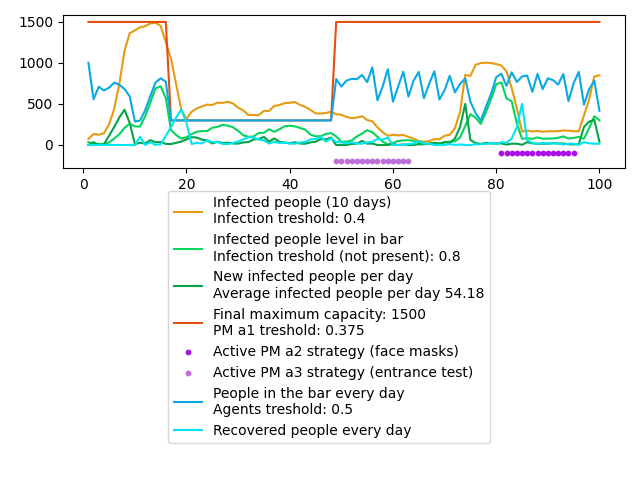 1500
1000
500
0
0
20
40
60
80
100
Infected people (10 days)
Infection treshold: 0.4
Infected people level in bar
Infection treshold (not present): 0.8
New infected people per day
Average infected people per day 54.18
Final maximum capacity: 1500
PM a1 treshold: 0.375
Active PM a2 strategy (face masks)
Active PM a3 strategy (entrance test)
People in the bar every day
Agents treshold: 0.5
Recovered people every day